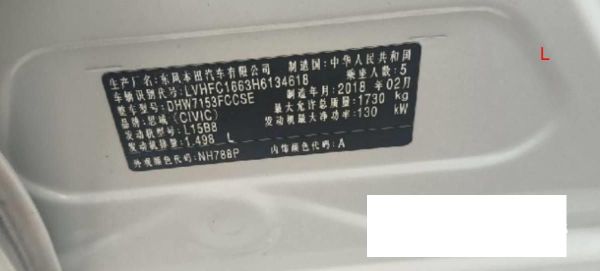 生产厂名:东风本田汽车有限公司 制造国:中华人民共和国
车辆识别代号:LVHFC1663H6134618 乘坐人数:5
整车型号:DHW7153FCCSE 制造年月:2018 年02月
品牌:思域(CIVIC) 最大允许总质量:1730 kg
发动机型号:L15B8 发动机最大净功率:130 kW
发动机排量:1.498 L
外观颜色代码:NH788P 内饰颜色代码:A
L